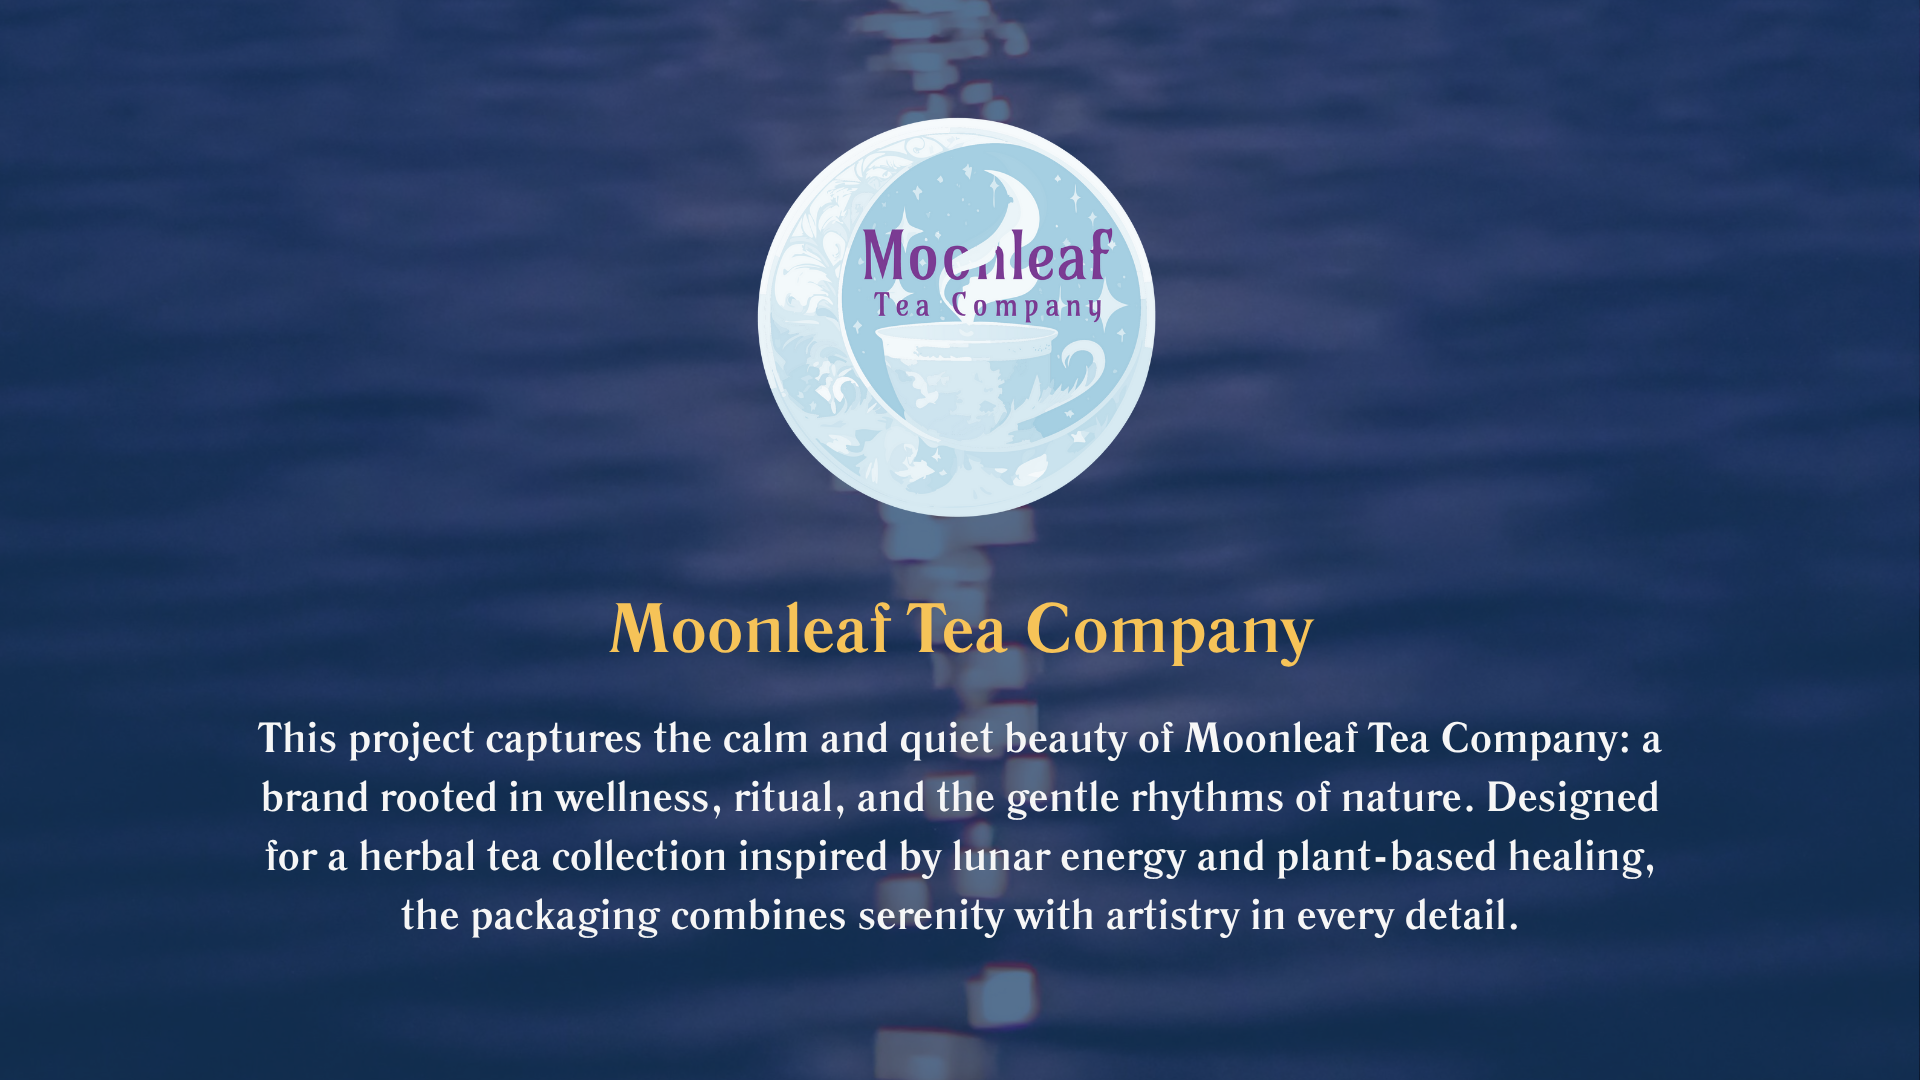 Moonleaf
Tea Company
Moonleaf Tea Company
This project captures the calm and quiet beauty of Moonleaf Tea Company: a
brand rooted in wellness, ritual, and the gentle rhythms of nature. Designed
for a herbal tea collection inspired by lunar energy and plant-based healing,
the packaging combines serenity with artistry in every detail.